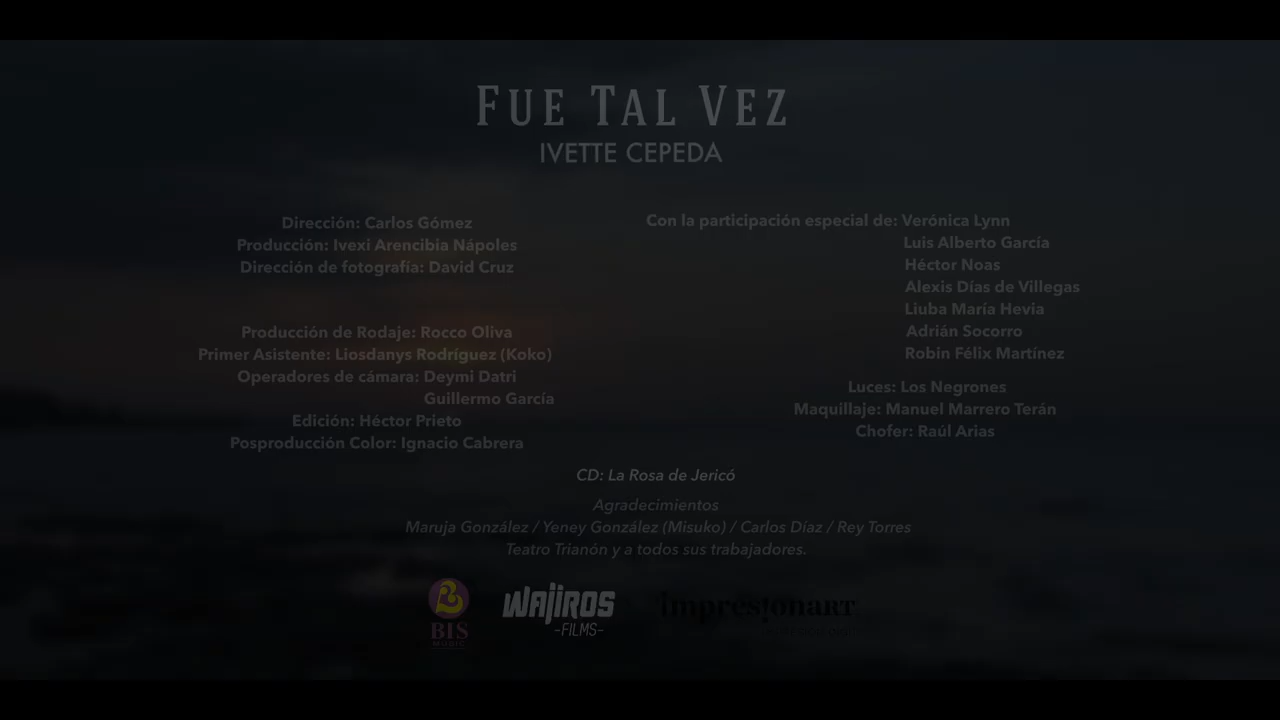 FUE TAL VEZ
IVETTE CEPEDA
Dirección: Carlos Gómez
Producción: Ivexi Arencibia Nápoles
Dirección de fotografía: David Cruz
Producción de Rodaje: Rocco Oliva
Primer Asistente: Liosdanys Rodríguez (Koko)
Operadores de cámara: Deymi Datri
Guillermo García
Edición: Héctor Prieto
Posproducción Color: Ignacio Cabrera
Con la participación especial de: Verónica Lynn
Luis Alberto García
Héctor Noas
Alexis Días de Villegas
Liuba María Hevia
Adrián Socorro
Robin Félix Martínez
Luces: Los Negrones
Maquillaje: Manuel Marrero Terán
Chofer: Raúl Arias
CD: La Rosa de Jericó
Agradecimientos
Maruja González / Yeney González (Misuko) / Carlos Díaz / Rey Torres
Teatro Trianón y a todos sus trabajadores.
BIS
MUSIC
WAJIROS
-FILMS-
ImpresionART